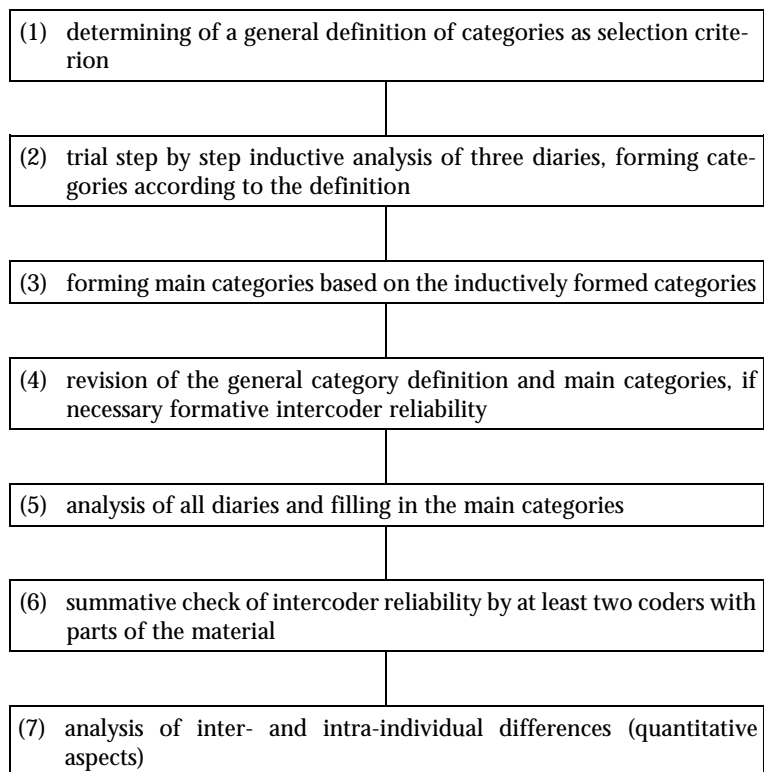 (1) determining of a general definition of categories as selection crite-
rion
(2) trial step by step inductive analysis of three diaries, forming cate-
gories according to the definition
(3) forming main categories based on the inductively formed categories
(4) revision of the general category definition and main categories, if
necessary formative intercoder reliability
(5) analysis of all diaries and filling in the main categories
(6) summative check of intercoder reliability by at least two coders with
parts of the material
(7) analysis of inter- and intra-individual differences (quantitative
aspects)